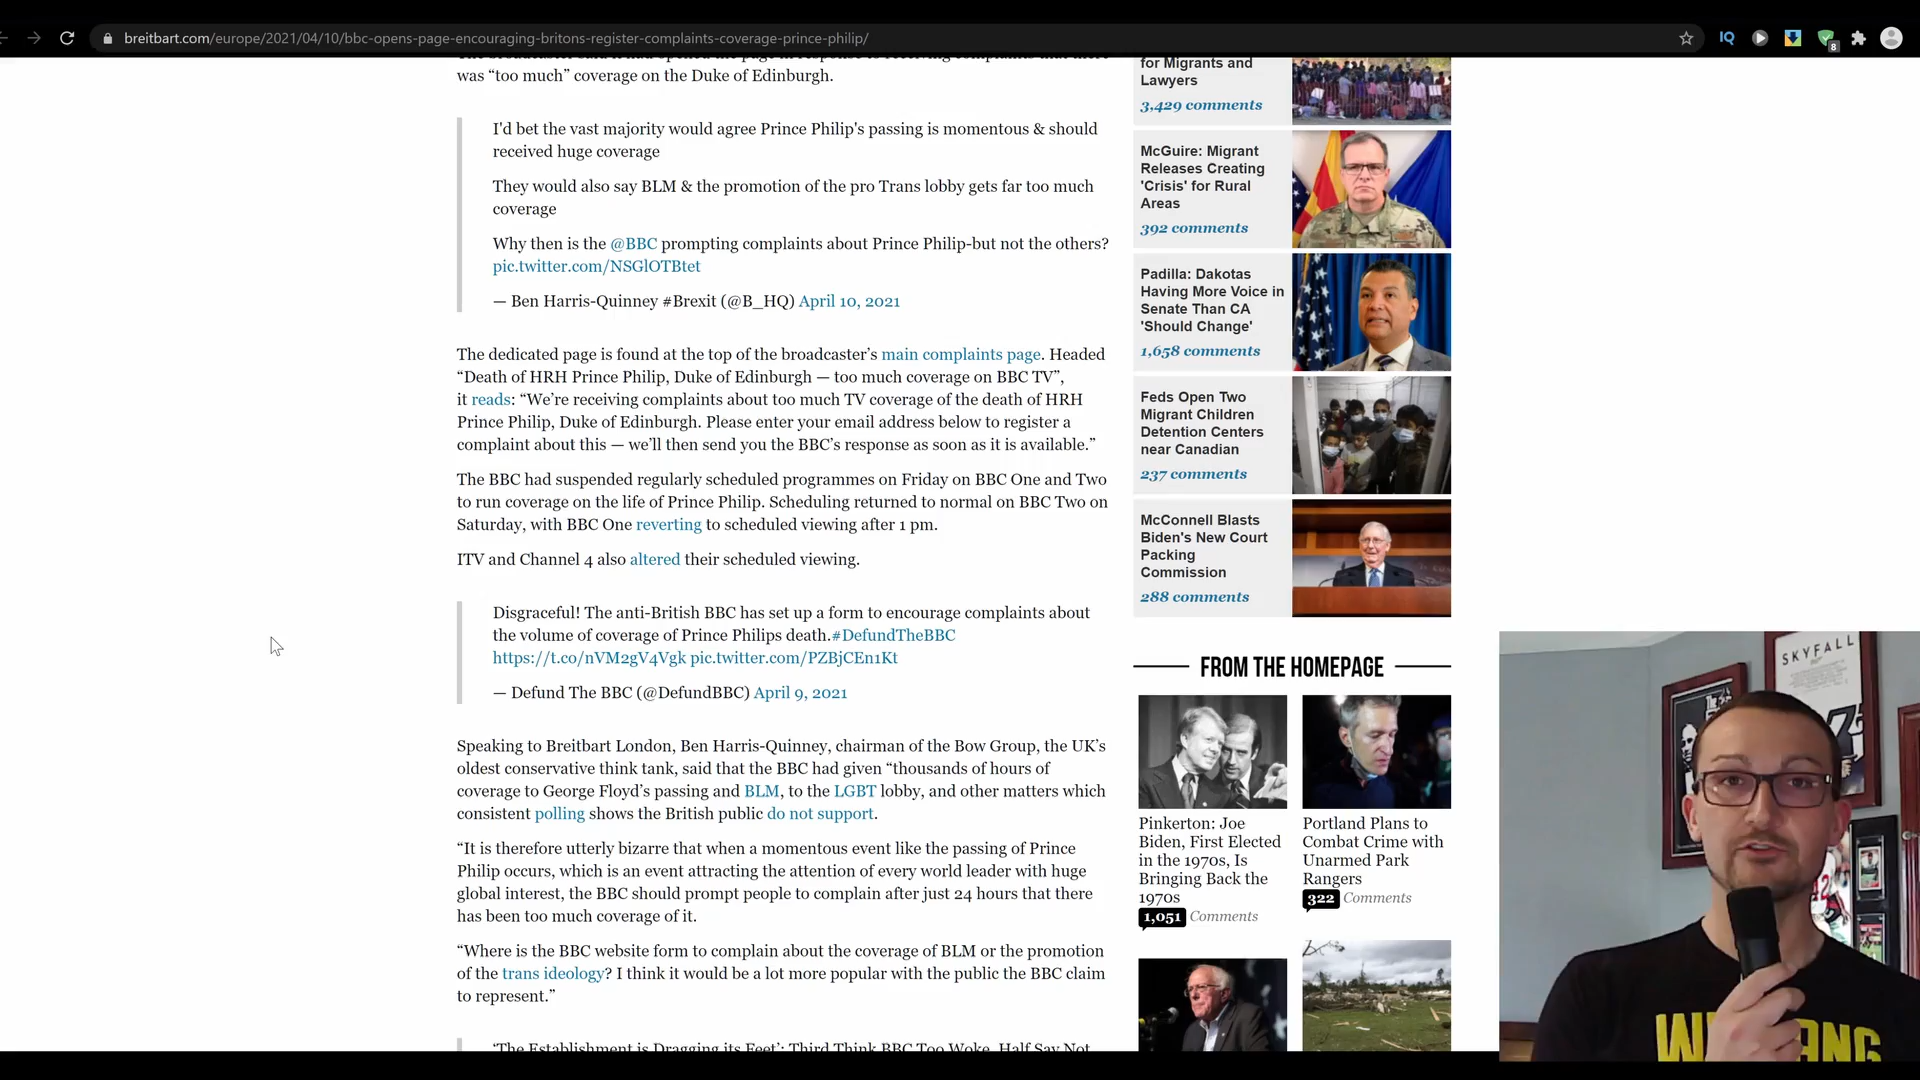 breitbart.com/europe/2021/04/10/bbc-opens-page-encouraging-britons-register-complaints-coverage-prince-philip/
IQ
8
was “too much” coverage on the Duke of Edinburgh.
I'd bet the vast majority would agree Prince Philip's passing is momentous & should
received huge coverage
They would also say BLM & the promotion of the pro Trans lobby gets far too much
coverage
Why then is the @BBC prompting complaints about Prince Philip-but not the others?
pic.twitter.com/NSGlOTBtet
— Ben Harris-Quinney #Brexit (@B_HQ) April 10, 2021
The dedicated page is found at the top of the broadcaster’s main complaints page. Headed
“Death of HRH Prince Philip, Duke of Edinburgh — too much coverage on BBC TV”,
it reads: “We’re receiving complaints about too much TV coverage of the death of HRH
Prince Philip, Duke of Edinburgh. Please enter your email address below to register a
complaint about this — we’ll then send you the BBC’s response as soon as it is available.”
The BBC had suspended regularly scheduled programmes on Friday on BBC One and Two
to run coverage on the life of Prince Philip. Scheduling returned to normal on BBC Two on
Saturday, with BBC One reverting to scheduled viewing after 1 pm.
ITV and Channel 4 also altered their scheduled viewing.
Disgraceful! The anti-British BBC has set up a form to encourage complaints about
the volume of coverage of Prince Philips death.#DefundTheBBC
https://t.co/nVM2gV4Vgk pic.twitter.com/PZBjCEn1Kt
— Defund The BBC (@DefundBBC) April 9, 2021
Speaking to Breitbart London, Ben Harris-Quinney, chairman of the Bow Group, the UK’s
oldest conservative think tank, said that the BBC had given “thousands of hours of
coverage to George Floyd’s passing and BLM, to the LGBT lobby, and other matters which
consistent polling shows the British public do not support.
“It is therefore utterly bizarre that when a momentous event like the passing of Prince
Philip occurs, which is an event attracting the attention of every world leader with huge
global interest, the BBC should prompt people to complain after just 24 hours that there
has been too much coverage of it.
“Where is the BBC website form to complain about the coverage of BLM or the promotion
of the trans ideology? I think it would be a lot more popular with the public the BBC claim
to represent.”
‘The Establishment is Dragging its Feet’: Third Think BBC Too Woke, Half Say Not
for Migrants and
Lawyers
3,429 comments
McGuire: Migrant
Releases Creating
'Crisis' for Rural
Areas
392 comments
Padilla: Dakotas
Having More Voice in
Senate Than CA
'Should Change'
1,658 comments
Feds Open Two
Migrant Children
Detention Centers
near Canadian
237 comments
McConnell Blasts
Biden's New Court
Packing
Commission
288 comments
FROM THE HOMEPAGE
Pinkerton: Joe
Biden, First Elected
in the 1970s, Is
Bringing Back the
1970s
1,051 Comments
Portland Plans to
Combat Crime with
Unarmed Park
Rangers
322 Comments
SKYFALL